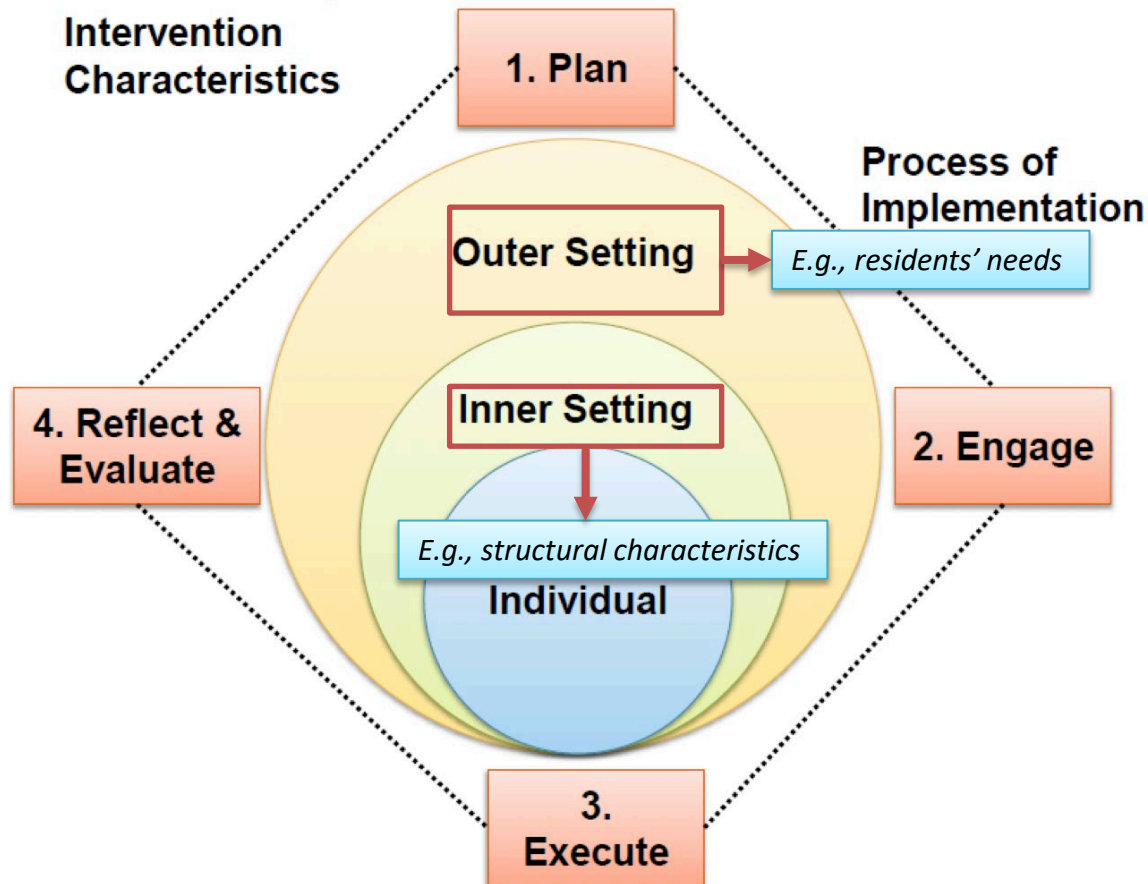 Intervention
Characteristics
1. Plan
Process of
Implementation
Outer Setting
E.g., residents’ needs
Inner Setting
4. Reflect &
Evaluate
2. Engage
E.g., structural characteristics
Individual
3.
Execute